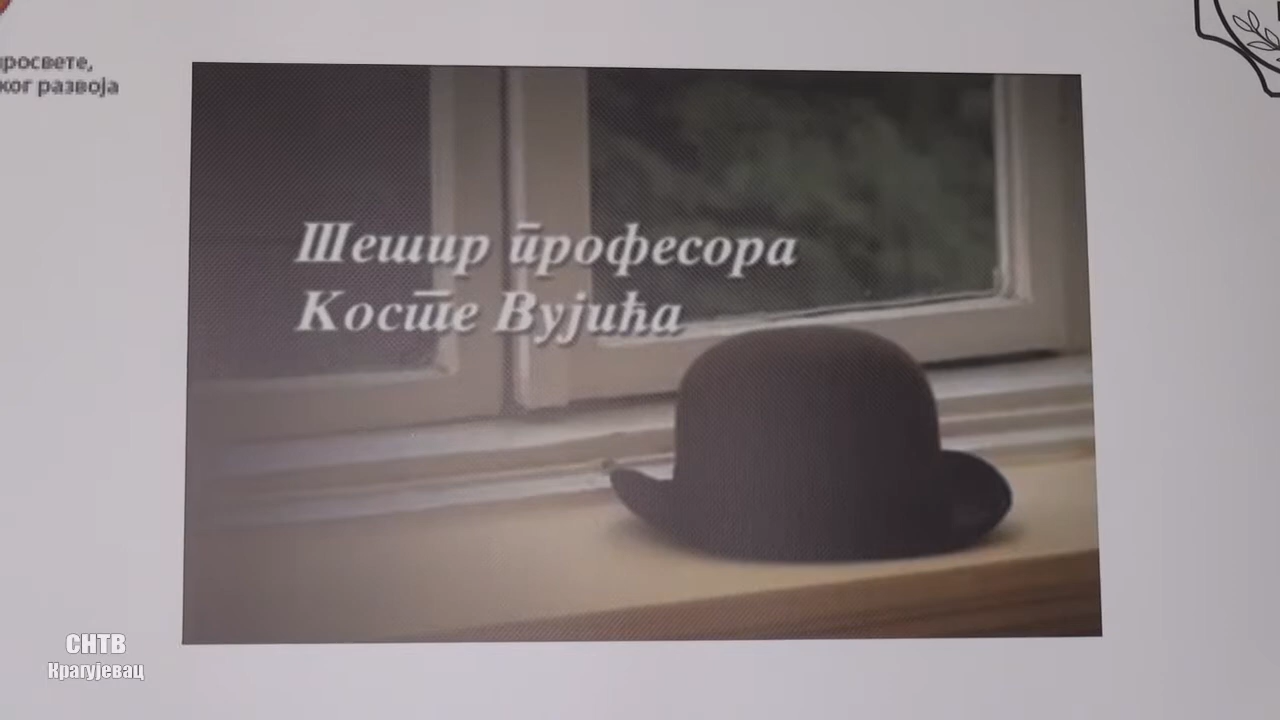 просвете,
ког развоја
Шешир професора
Косте Вујића
СНТВ
Крагујевац